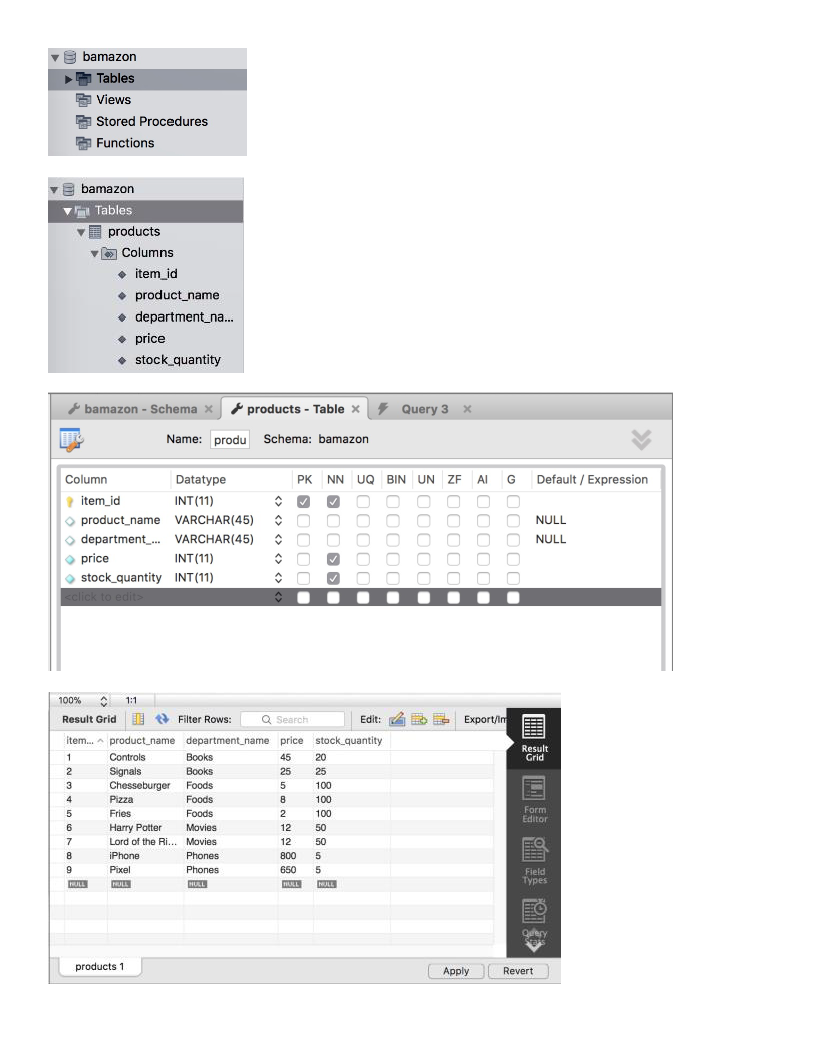 bamazon
Tables
Views
Stored Procedures
Functions
bamazon
Tables
products
Columns
item_id
product_name
department_na...
price
stock_quantity
bamazon - Schema products - Table Query 3
Name: produ Schema: bamazon
Column Datatype PK NN UQ BIN UN ZF AI G Default / Expression
item_id INT(11)
product_name VARCHAR(45) NULL
department_... VARCHAR(45) NULL
price INT(11)
stock_quantity INT(11)
<click to edit>
100% 1:1
Result Grid Filter Rows: Search Edit: Export/Im
item... product_name department_name price stock_quantity
1 Controls Books 45 20
2 Signals Books 25 25
3 Chesseburger Foods 5 100
4 Pizza Foods 8 100
5 Fries Foods 2 100
6 Harry Potter Movies 12 50
7 Lord of the Ri... Movies 12 50
8 iPhone Phones 800 5
9 Pixel Phones 650 5
NULL NULL NULL NULL NULL
Result
Grid
Form
Editor
Field
Types
Query
Stats
products 1 Apply Revert